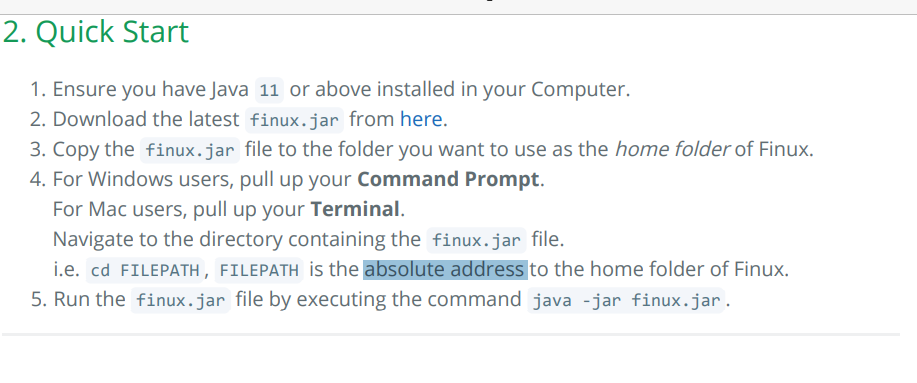 2. Quick Start
1. Ensure you have Java 11 or above installed in your Computer.
2. Download the latest finux.jar from here.
3. Copy the finux.jar file to the folder you want to use as the home folder of Finux.
4. For Windows users, pull up your Command Prompt.
For Mac users, pull up your Terminal.
Navigate to the directory containing the finux.jar file.
i.e. cd FILEPATH, FILEPATH is the absolute address to the home folder of Finux.
5. Run the finux.jar file by executing the command java -jar finux.jar.